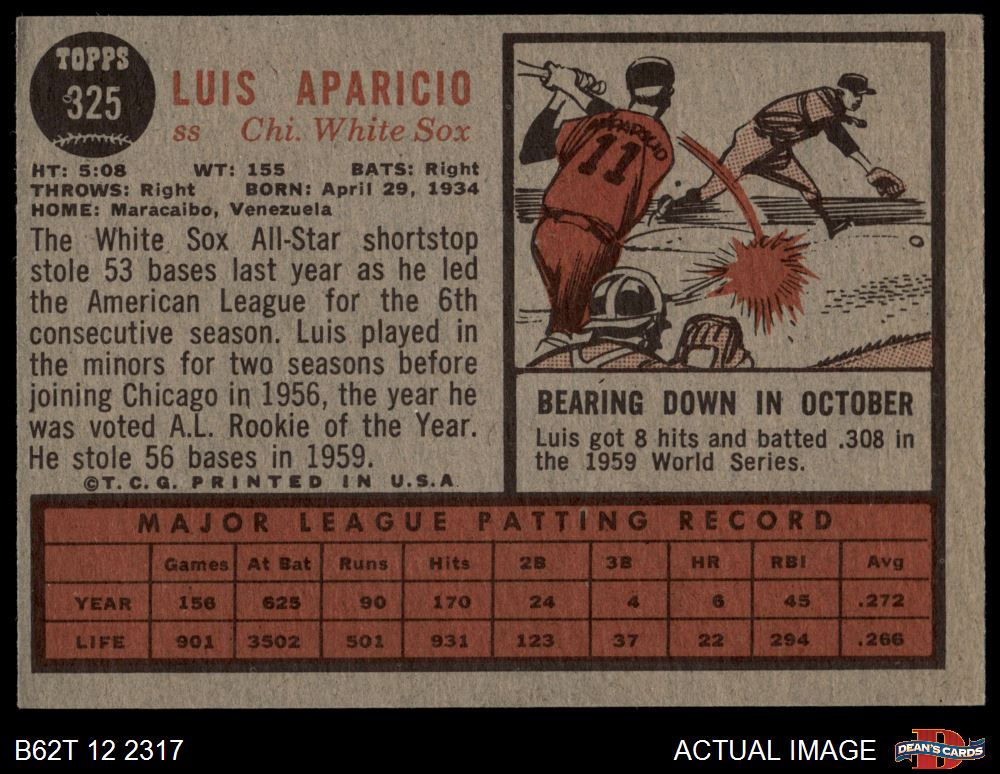 TOPPS
325
LUIS APARICIO
SS Chi. White Sox
HT: 5:08 WT: 155 BATS: Right
THROWS: Right BORN: April 29, 1934
HOME: Maracaibo, Venezuela
The White Sox All-Star shortstop
stole 53 bases last year as he led
the American League for the 6th
consecutive season. Luis played in
the minors for two seasons before
joining Chicago in 1956, the year he
was voted A.L. Rookie of the Year.
He stole 56 bases in 1959.
©T.C.G. PRINTED IN U.S.A.
APARICIO
11
BEARING DOWN IN OCTOBER
Luis got 8 hits and batted .308 in
the 1959 World Series.
MAJOR LEAGUE PATTING RECORD
Games At Bat Runs Hits 2B 3B HR RBI Avg
YEAR 156 625 90 170 24 4 6 45 .272
LIFE 901 3502 501 931 123 37 22 294 .266
B62T 12 2317
ACTUAL IMAGE
D
DEAN'S CARDS